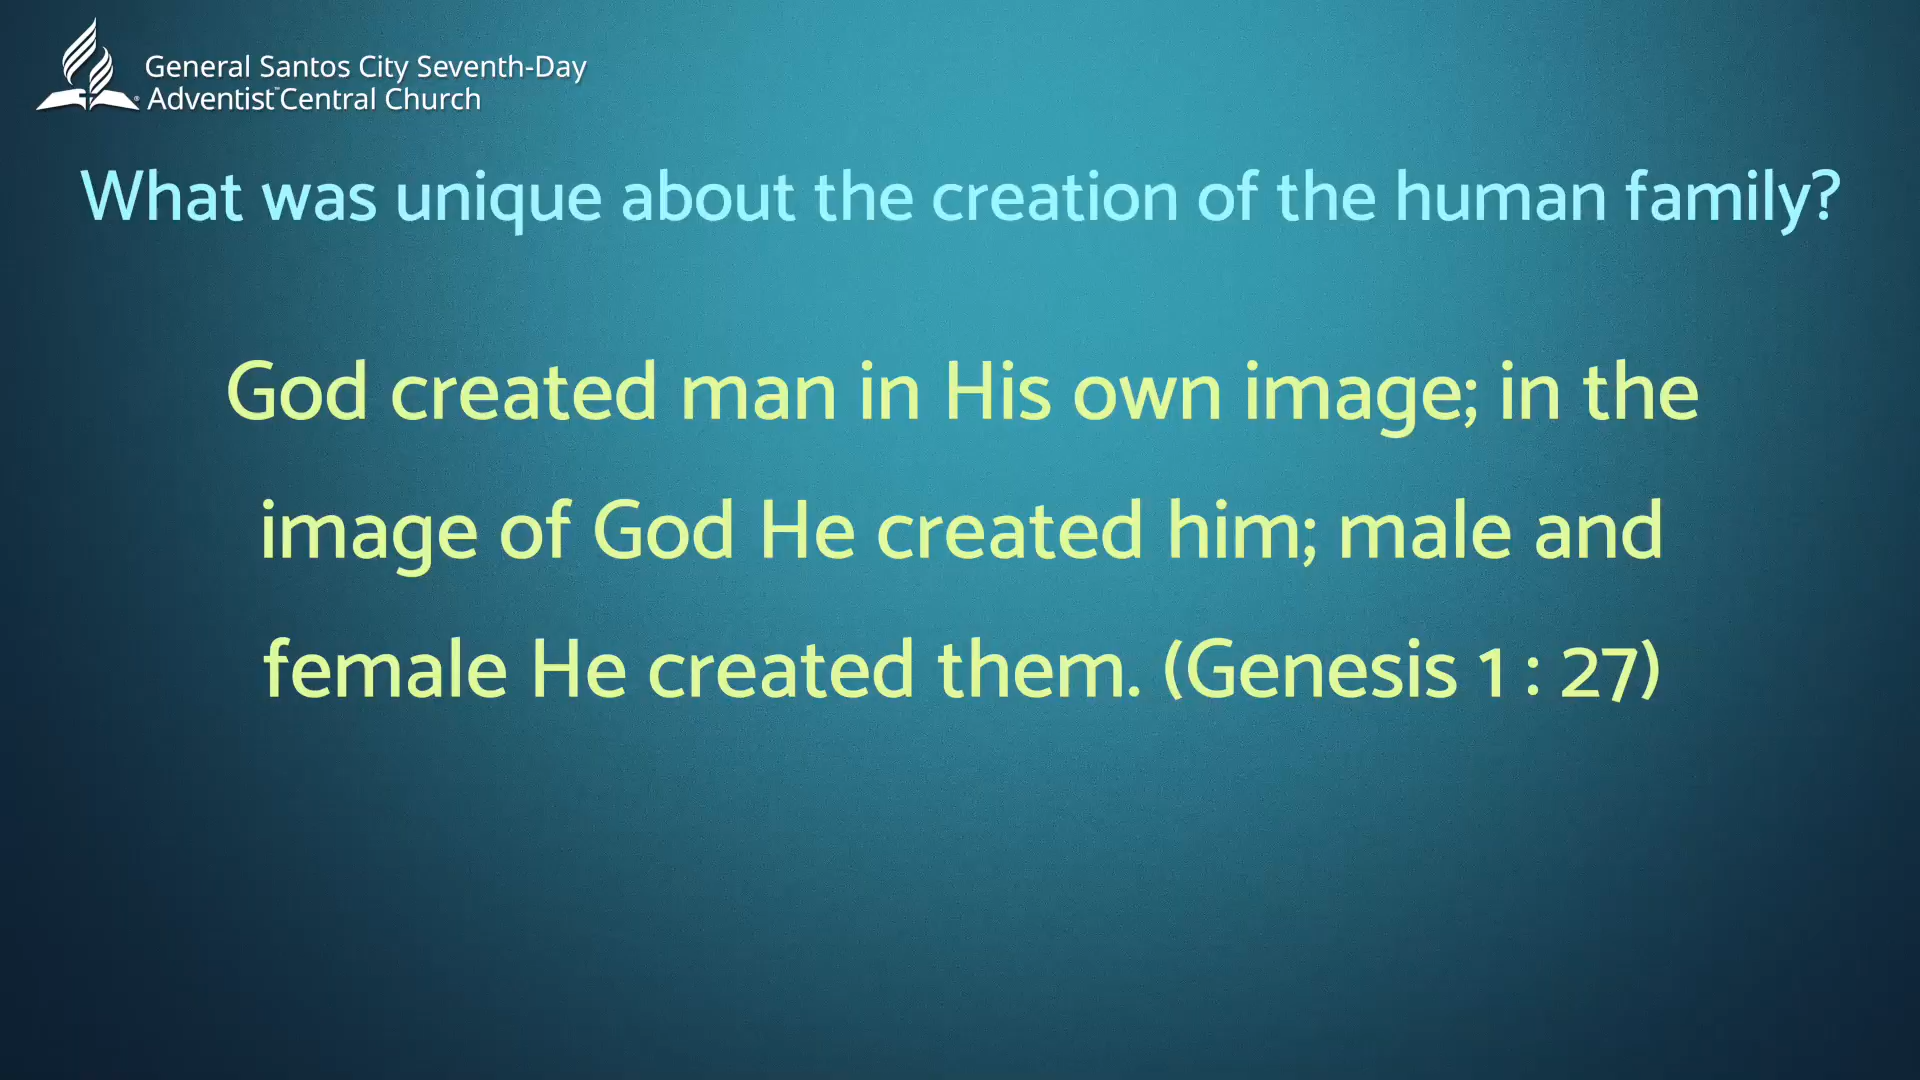 General Santos City Seventh-Day
Adventist™ Central Church
What was unique about the creation of the human family?
God created man in His own image; in the
image of God He created him; male and
female He created them. (Genesis 1 : 27)